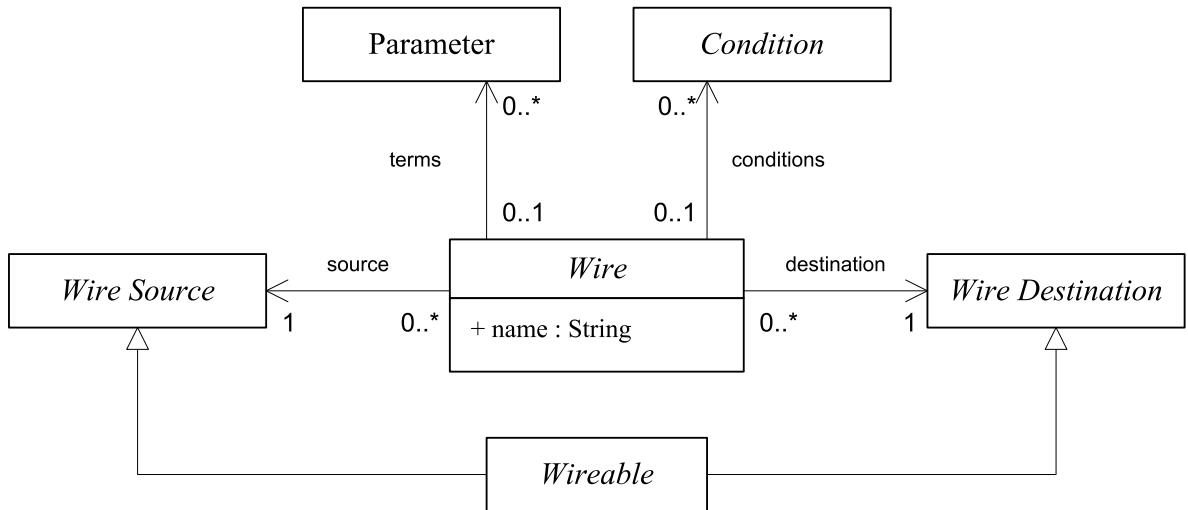 Parameter
Condition
0..*
0..*
terms
conditions
0..1
0..1
Wire Source
source
Wire
destination
Wire Destination
1
0..*
+ name : String
0..*
1
Wireable